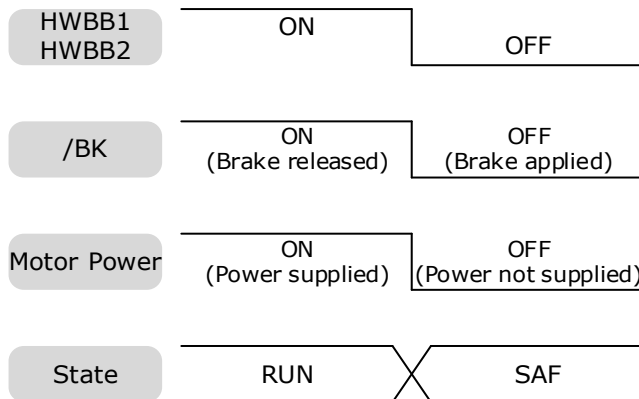 HWBB1
HWBB2
ON
OFF
/BK
ON
(Brake released)
OFF
(Brake applied)
Motor Power
ON
(Power supplied)
OFF
(Power not supplied)
State
RUN
SAF